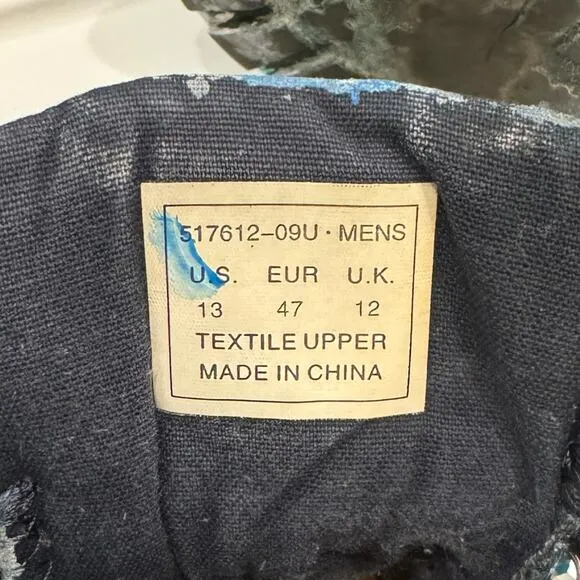 517612-09U · MENS
U.S. EUR U.K.
13 47 12
TEXTILE UPPER
MADE IN CHINA